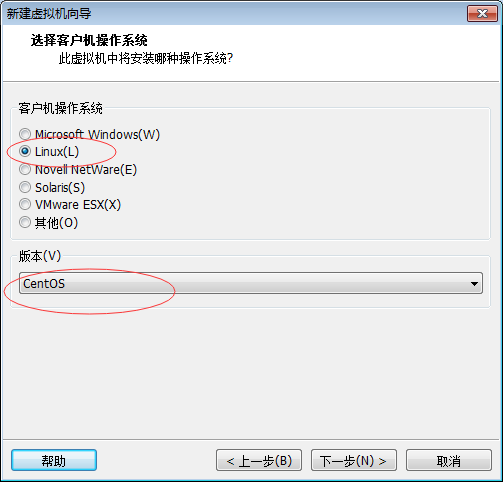 新建虚拟机向导
选择客户机操作系统
此虚拟机中将安装哪种操作系统?
客户机操作系统
Microsoft Windows(W)
Linux(L)
Novell NetWare(E)
Solaris(S)
VMware ESX(X)
其他(O)
版本(V)
CentOS
帮助
< 上一步(B)
下一步(N) >
取消